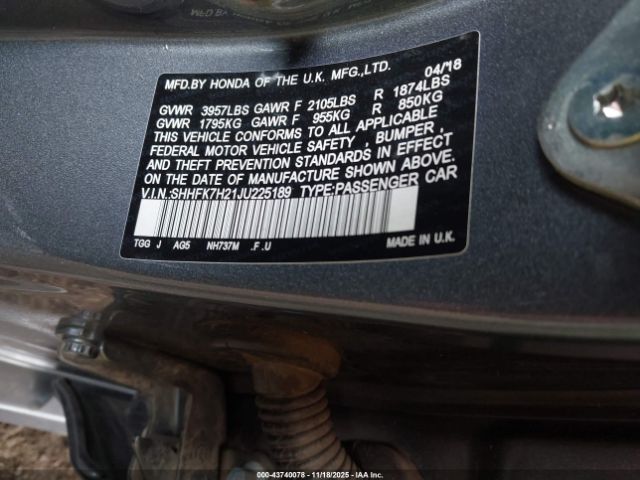 MFD.BY HONDA OF THE U.K. MFG.,LTD. 04/18
GVWR 3957LBS GAWR F 2105LBS R 1874LBS
GVWR 1795KG GAWR F 955KG R 850KG
THIS VEHICLE CONFORMS TO ALL APPLICABLE
FEDERAL MOTOR VEHICLE SAFETY , BUMPER ,
AND THEFT PREVENTION STANDARDS IN EFFECT
ON THE DATE OF MANUFACTURE SHOWN ABOVE.
V.I.N.:SHHFK7H21JU225189 TYPE:PASSENGER CAR
TGG J AG5 NH737M .F.U MADE IN U.K.
000-43740078 - 11/18/2025 - IAA Inc.